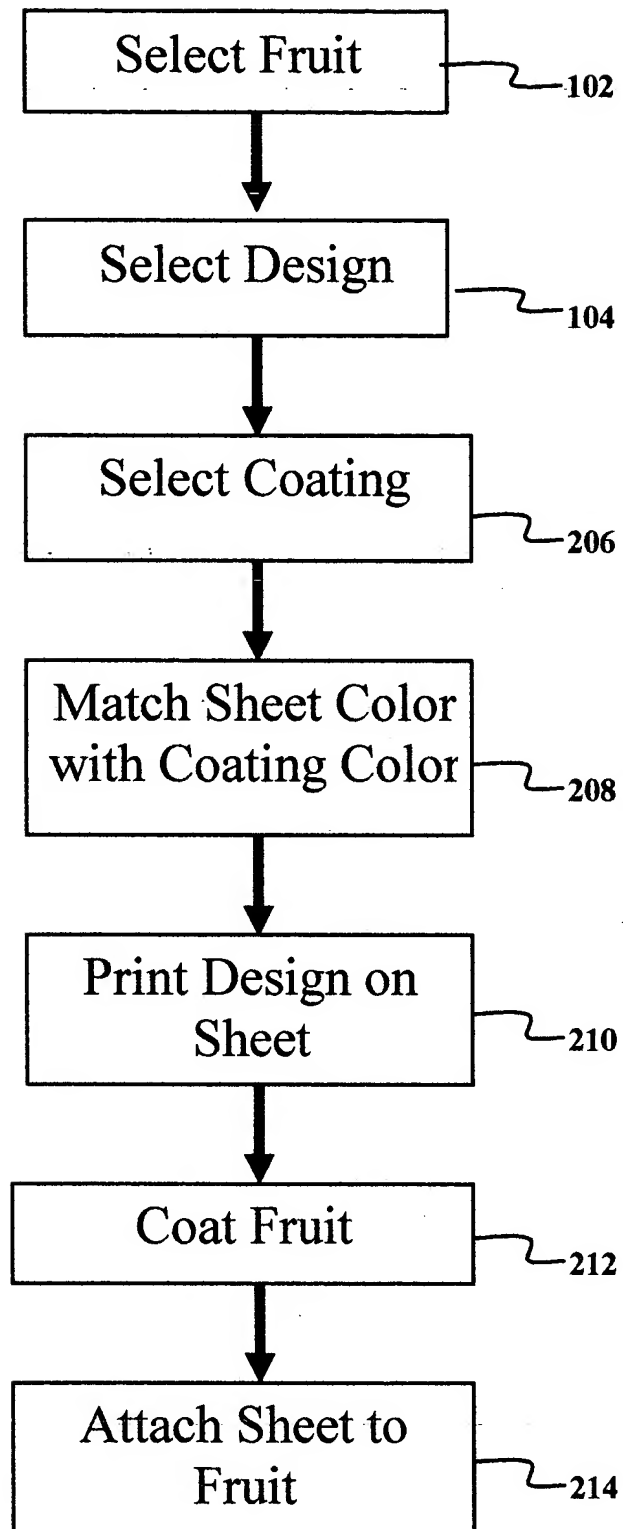 Select Fruit
102
Select Design
104
Select Coating
206
Match Sheet Color
with Coating Color
208
Print Design on
Sheet
210
Coat Fruit
212
Attach Sheet to
Fruit
214